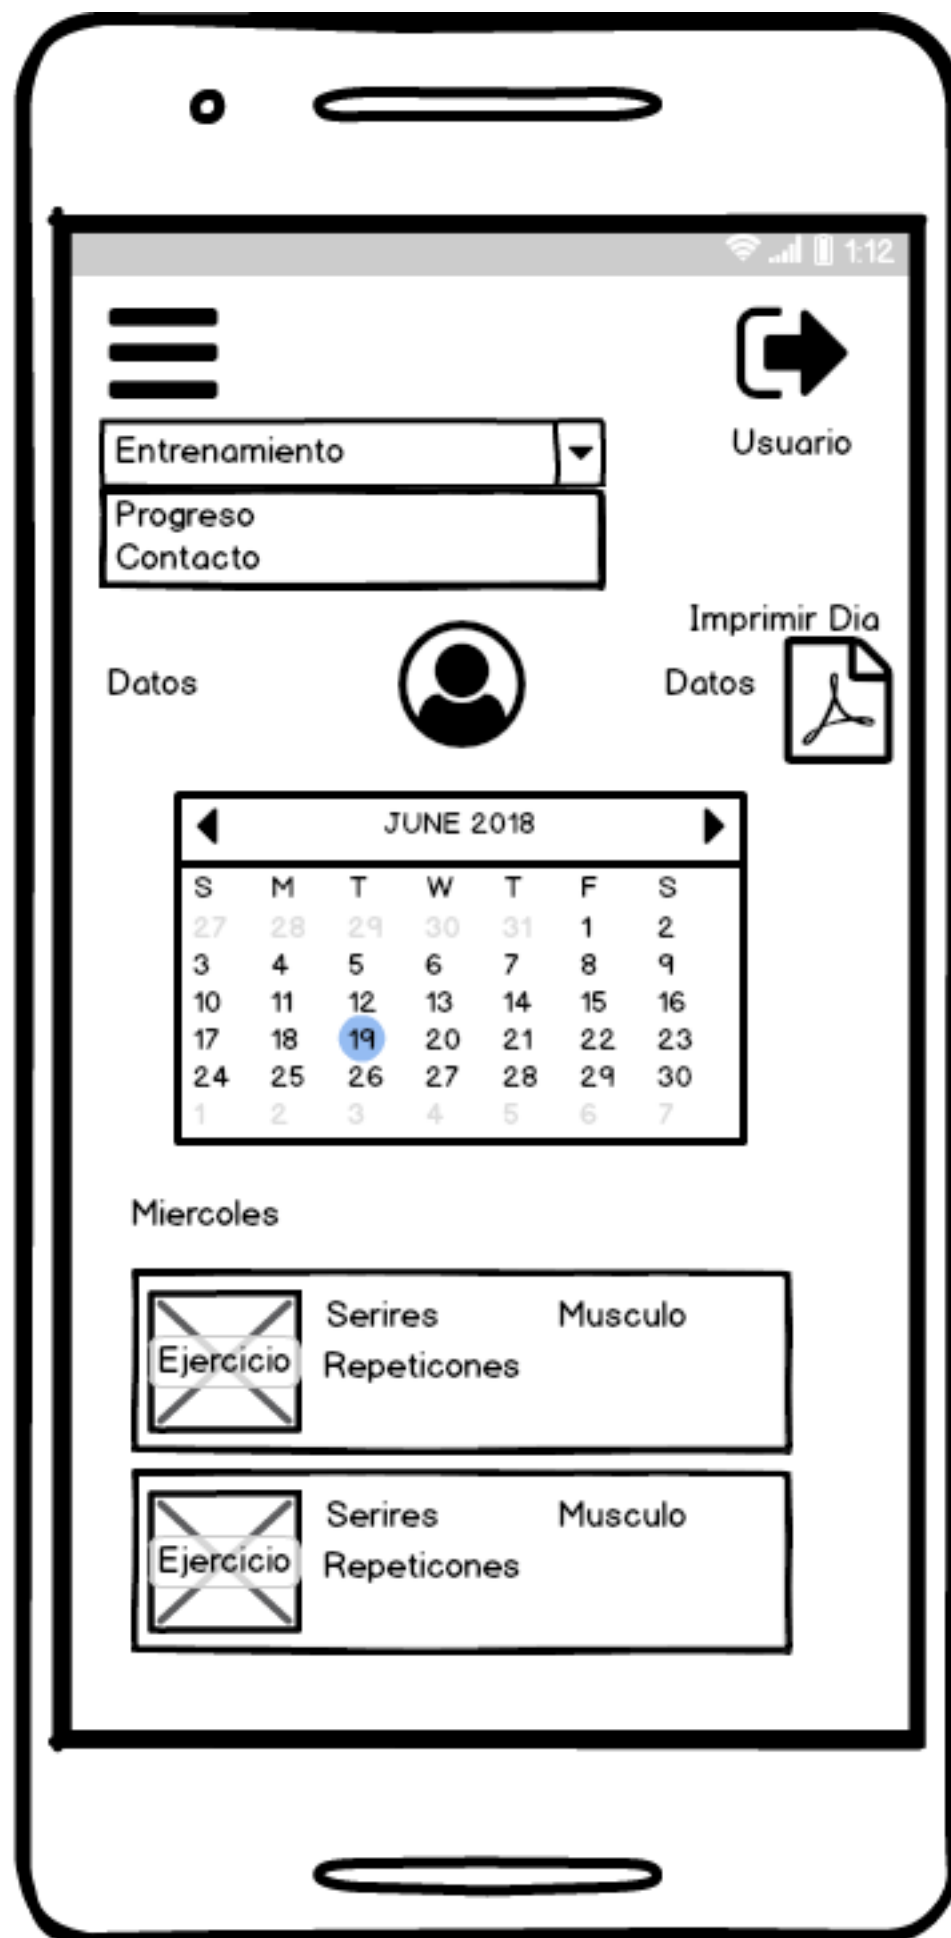 1:12
Entrenamiento
Usuario
Progreso
Contacto
Imprimir Dia
Datos
Datos
JUNE 2018
S M T W T F S
27 28 29 30 31 1 2
3 4 5 6 7 8 9
10 11 12 13 14 15 16
17 18 19 20 21 22 23
24 25 26 27 28 29 30
1 2 3 4 5 6 7
Miercoles
Serires Musculo
Ejercicio Repeticones
Serires Musculo
Ejercicio Repeticones